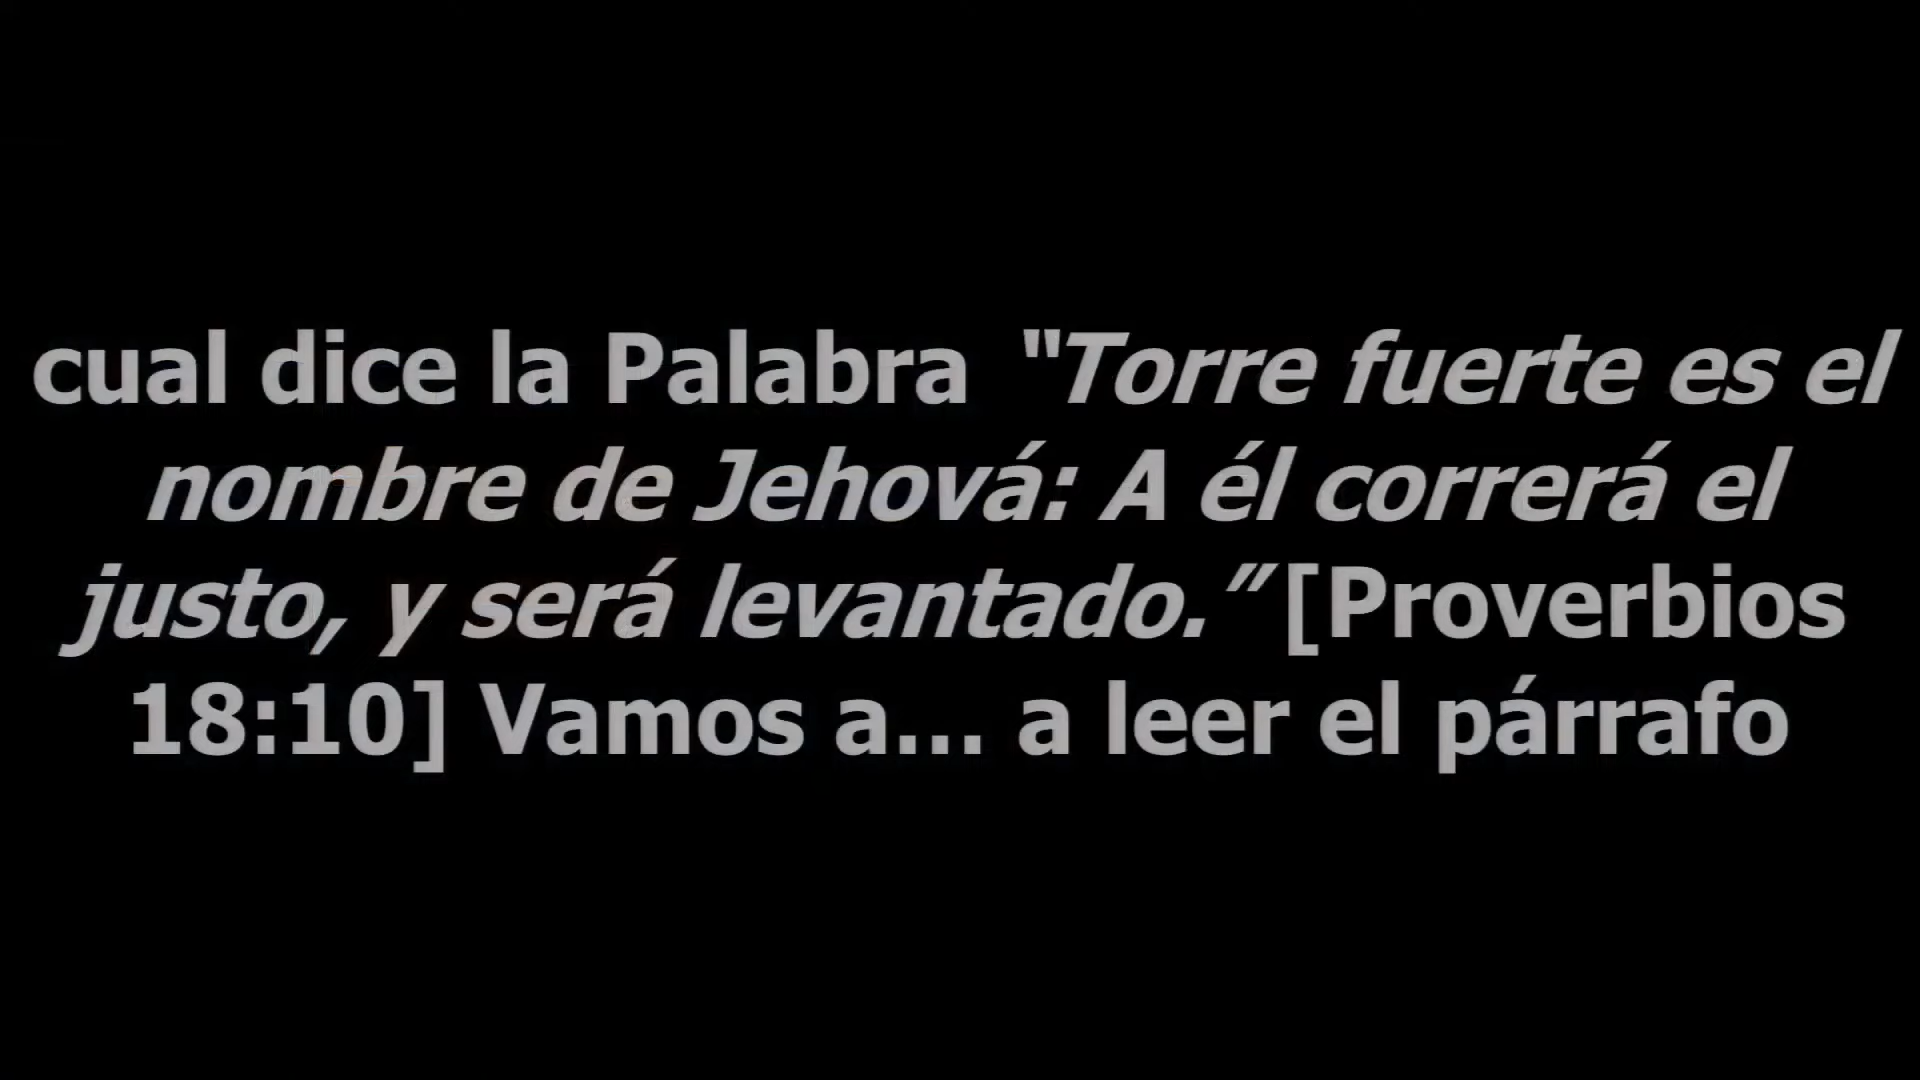 cual dice la Palabra “Torre fuerte es el
nombre de Jehová: A él correrá el
justo, y será levantado.” [Proverbios
18:10] Vamos a... a leer el párrafo